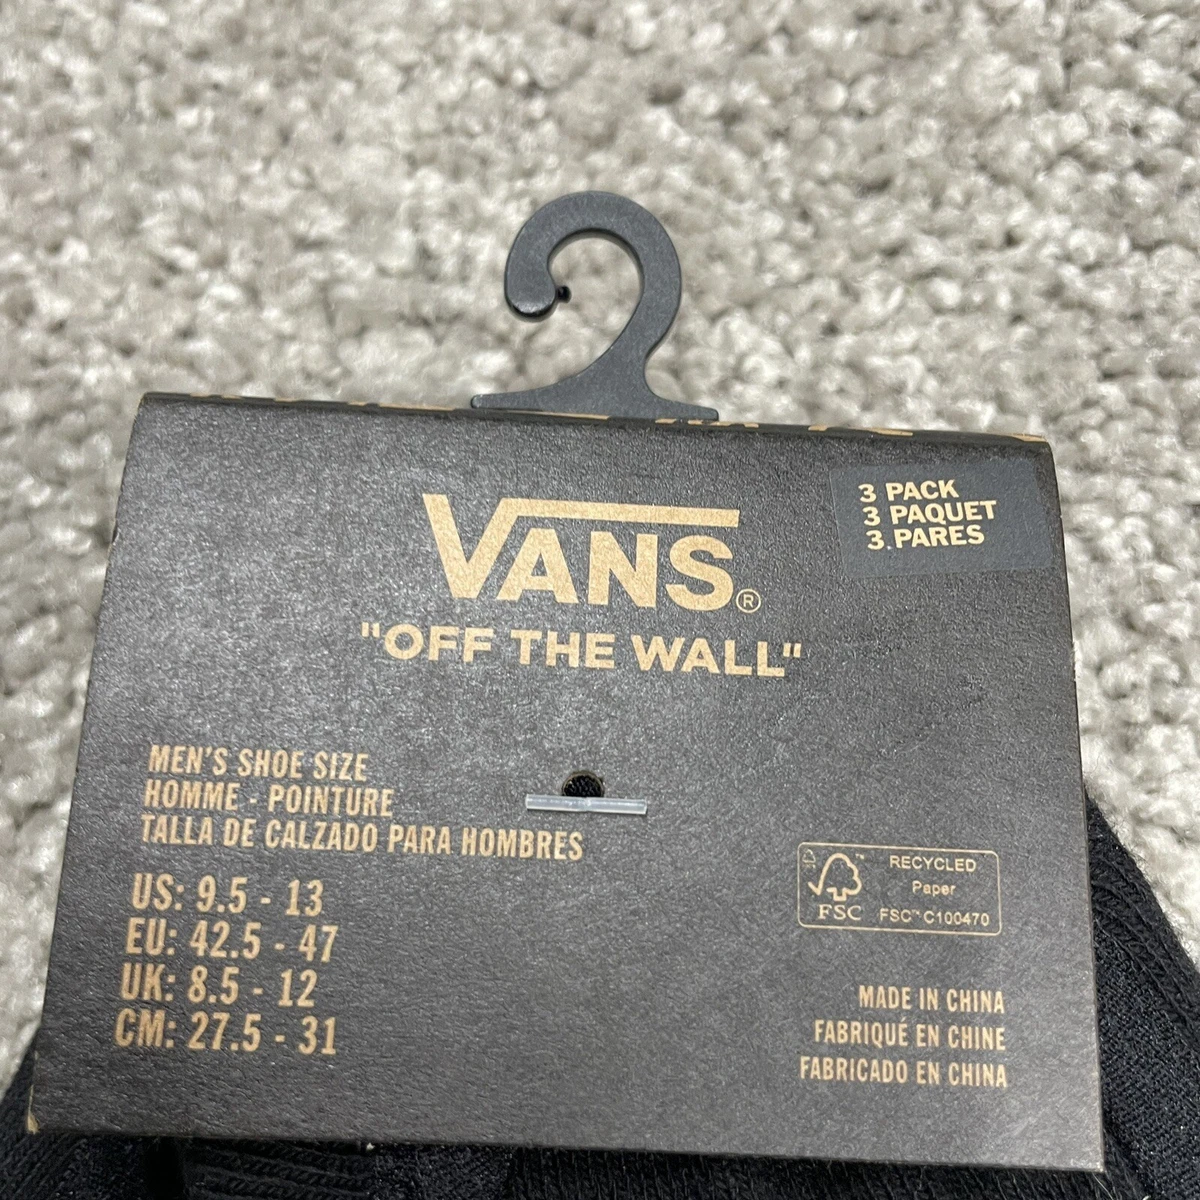 3 PACK
3 PAQUET
3 PARES
VANS®
"OFF THE WALL"
MEN'S SHOE SIZE
HOMME - POINTURE
TALLA DE CALZADO PARA HOMBRES
US: 9.5 - 13
EU: 42.5 - 47
UK: 8.5 - 12
CM: 27.5 - 31
FSC
RECYCLED
Paper
FSC™ C100470
MADE IN CHINA
FABRIQUÉ EN CHINE
FABRICADO EN CHINA